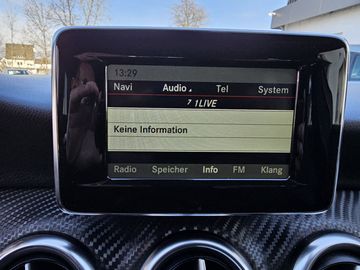 13:29
Navi Audio Tel System
7 1LIVE
Keine Information
Radio Speicher Info FM Klang